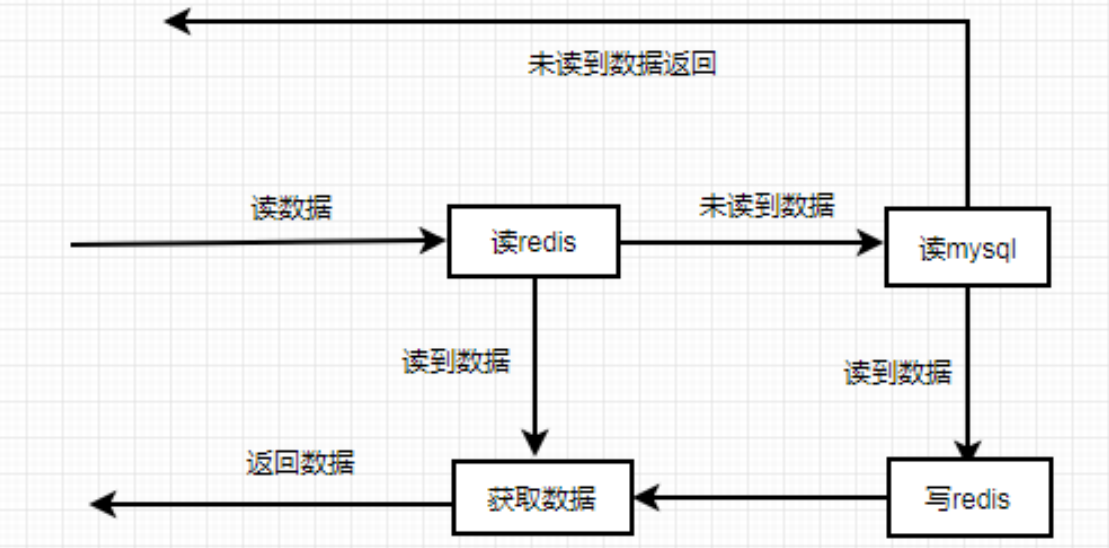 未读到数据返回
读数据
未读到数据
读redis
读mysql
读到数据
读到数据
返回数据
获取数据
写redis